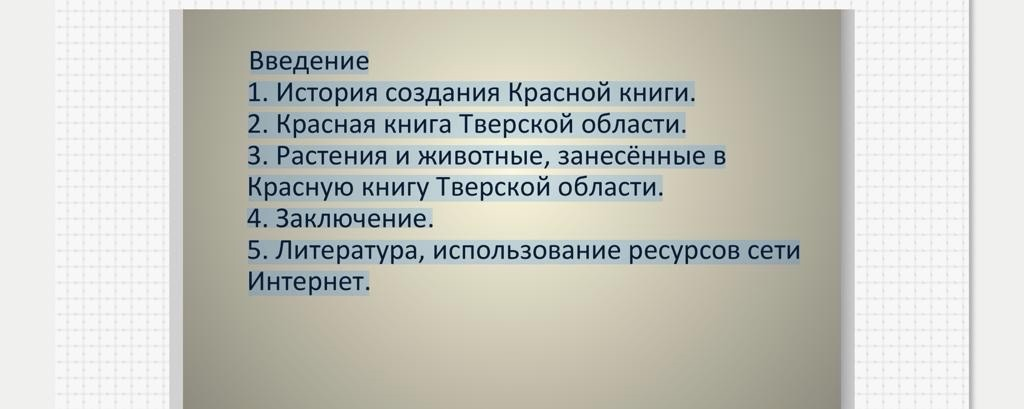 Введение
1. История создания Красной книги.
2. Красная книга Тверской области.
3. Растения и животные, занесённые в
Красную книгу Тверской области.
4. Заключение.
5. Литература, использование ресурсов сети
Интернет.